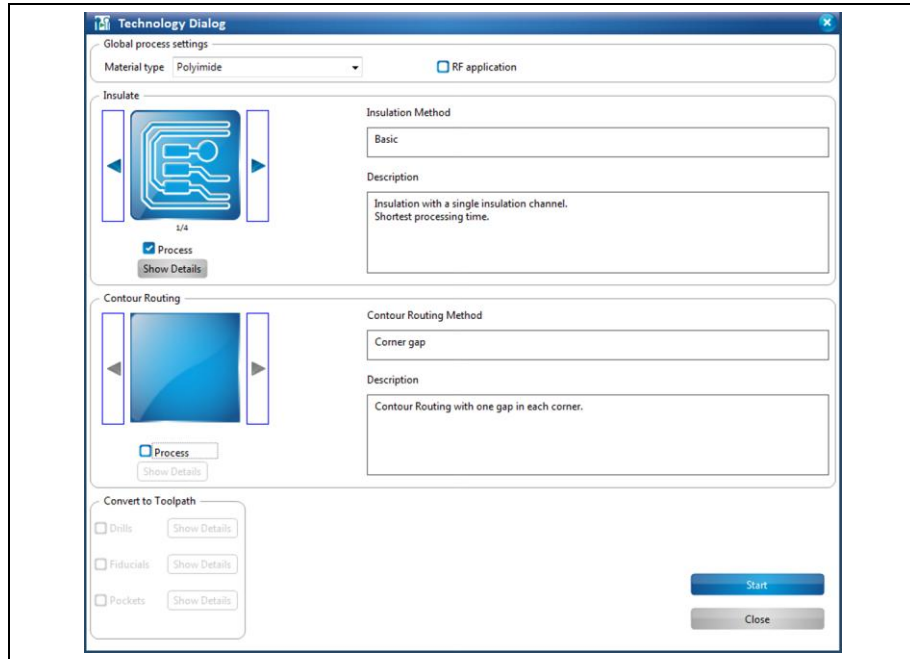 Technology Dialog
Global process settings
Material type Polyimide RF application
Insulate
Insulation Method
Basic
Description
Insulation with a single insulation channel.
Shortest processing time.
1/4
Process
Show Details
Contour Routing
Contour Routing Method
Corner gap
Description
Contour Routing with one gap in each corner.
Process
Show Details
Convert to Toolpath
Drills Show Details
Fiducials Show Details
Pockets Show Details
Start
Close